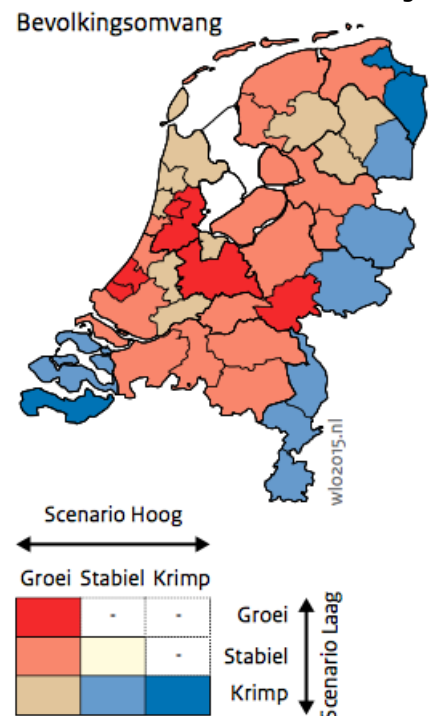 Bevolkingsomvang
wlo2015.nl
Scenario Hoog
Groei Stabiel Krimp
- - Groei
- Stabiel
Krimp
Scenario Laag